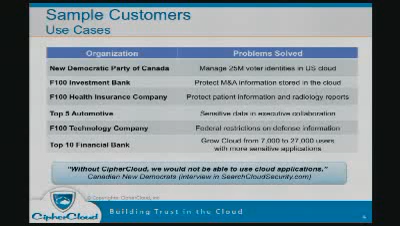 Sample Customers
Use Cases
Organization Problems Solved
New Democratic Party of Canada Manage 25M voter identities in US cloud
F100 Investment Bank Protect M&A information stored in the cloud
F100 Health Insurance Company Protect patient information and radiology reports
Top 5 Automotive Sensitive data in executive collaboration
F100 Technology Company Federal restrictions on defense information
Top 10 Financial Bank Grow Cloud from 7,000 to 27,000 users
with more sensitive applications
"Without CipherCloud, we would not be able to use cloud applications."
Canadian New Democrats (interview in SearchCloudSecurity.com)
CipherCloud
Building Trust in the Cloud